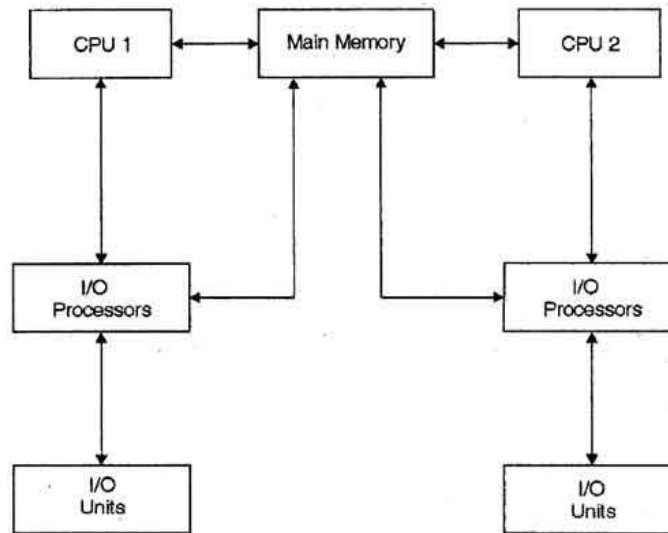 CPU 1
Main Memory
CPU 2
I/O
Processors
I/O
Processors
I/O
Units
I/O
Units